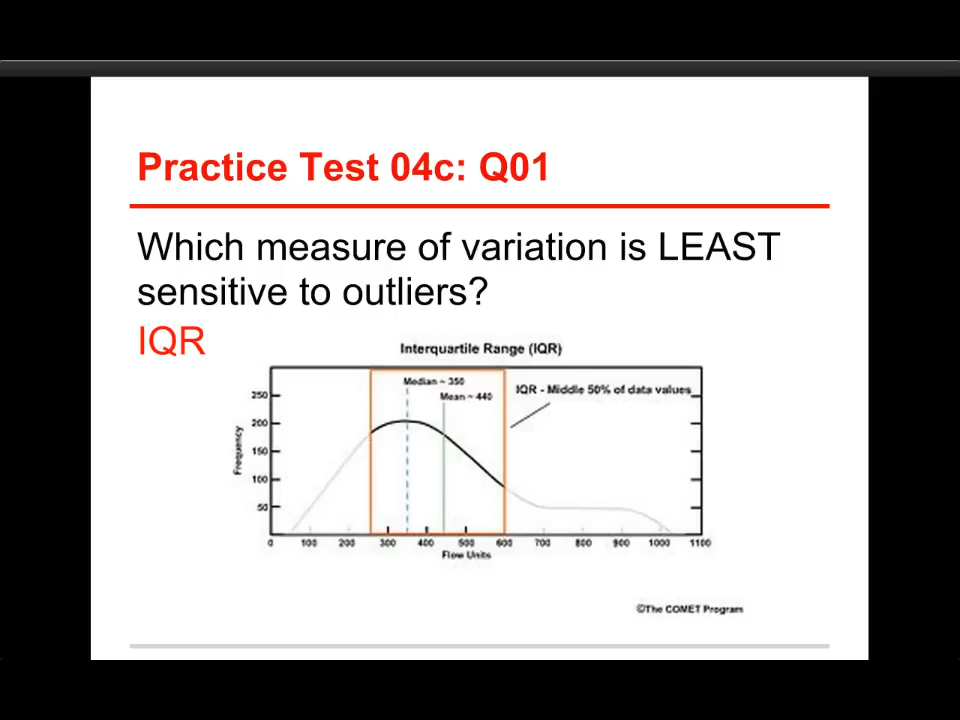 Practice Test 04c: Q01
Which measure of variation is LEAST
sensitive to outliers?
IQR
Interquartile Range (IQR)
Median ~ 350
Mean ~ 440
IQR - Middle 50% of data values
250
200
150
100
50
Frequency
0 100 200 300 400 500 600 700 800 900 1000 1100
Flow Units
©The COMET Program